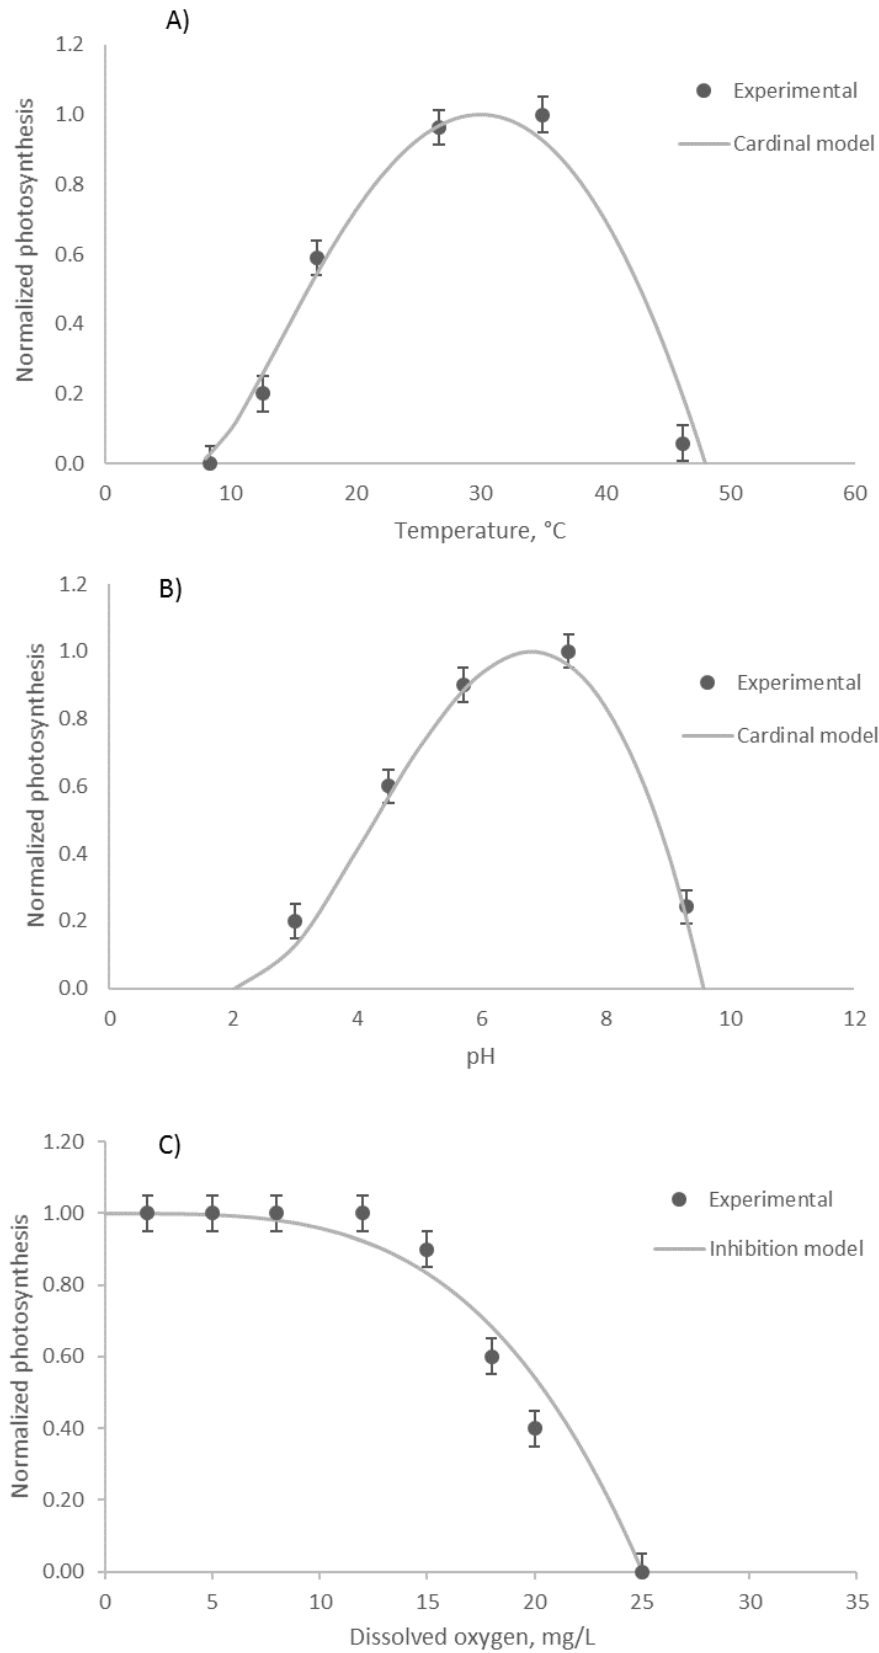 A)
1.2
1.0
0.8
0.6
0.4
0.2
0.0
Normalized photosynthesis
Experimental
Cardinal model
0 10 20 30 40 50 60
Temperature, °C
B)
1.2
1.0
0.8
0.6
0.4
0.2
0.0
Normalized photosynthesis
Experimental
Cardinal model
0 2 4 6 8 10 12
pH
C)
1.20
1.00
0.80
0.60
0.40
0.20
0.00
Normalized photosynthesis
Experimental
Inhibition model
0 5 10 15 20 25 30 35
Dissolved oxygen, mg/L